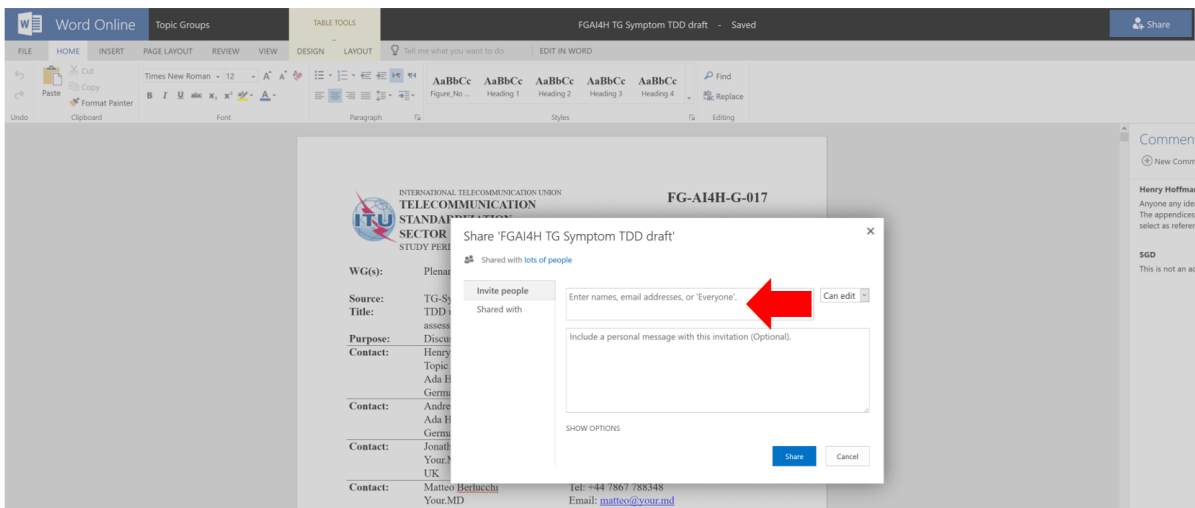 Word Online
Topic Groups
TABLE TOOLS
FGAI4H TG Symptom TDD draft - Saved
Share
FILE HOME INSERT PAGE LAYOUT REVIEW VIEW DESIGN LAYOUT Tell me what you want to do EDIT IN WORD
Paste
Cut
Copy
Format Painter
Times New Roman 12
B I U abc x₂ x² A
AaBbCc AaBbCc AaBbCc AaBbCc AaBbCc
Figure_No ... Heading 1 Heading 2 Heading 3 Heading 4
Find
Replace
Undo Clipboard Font Paragraph Styles Editing
INTERNATIONAL TELECOMMUNICATION UNION
TELECOMMUNICATION
STANDARDIZATION
SECTOR
STUDY PERI
ITU
FG-AI4H-G-017
WG(s): Plenar
Source: TG-Sy
Title: TDD
assess
Purpose: Discu
Contact: Henry
Topic
Ada H
Germa
Contact: Andre
Ada H
Germa
Contact: Jonath
Your.M
UK
Contact: Matteo Berlucchi Tel: +44 7867 788348
Your.MD Email: matteo@your.md
Share 'FGAI4H TG Symptom TDD draft'
Shared with lots of people
Invite people
Shared with
Enter names, email addresses, or 'Everyone'.
Can edit
Include a personal message with this invitation (Optional).
SHOW OPTIONS
Share Cancel
Commen
New Comm
Henry Hoffma
Anyone any ide
The appendices
select as referer
SGD
This is not an ac